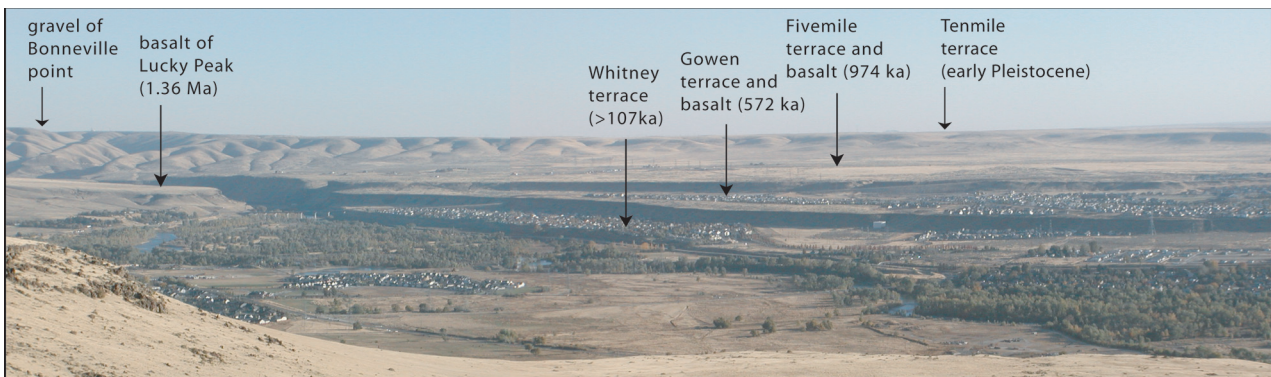 gravel of
Bonneville
point
basalt of
Lucky Peak
(1.36 Ma)
Whitney
terrace
(>107ka)
Gowen
terrace and
basalt (572 ka)
Fivemile
terrace and
basalt (974 ka)
Tenmile
terrace
(early Pleistocene)